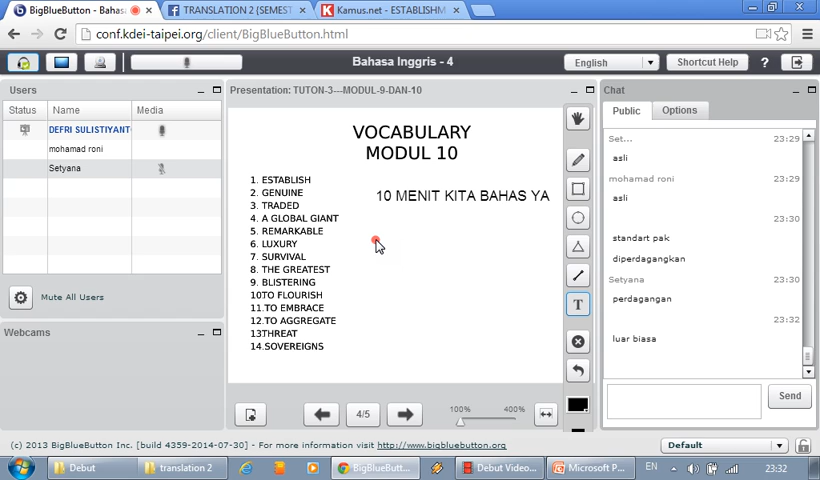 BigBlueButton - Bahas
TRANSLATION 2 {SEMEST
Kamus.net - ESTABLISHM
conf.kdei-taipei.org/client/BigBlueButton.html
Bahasa Inggris - 4
English
Shortcut Help
?
Users
Status Name Media
DEFRI SULISTIYANT
mohamad roni
Setyana
Mute All Users
Webcams
Presentation: TUTON-3---MODUL-9-DAN-10
VOCABULARY
MODUL 10
1. ESTABLISH
2. GENUINE
3. TRADED
4. A GLOBAL GIANT
5. REMARKABLE
6. LUXURY
7. SURVIVAL
8. THE GREATEST
9. BLISTERING
10TO FLOURISH
11.TO EMBRACE
12.TO AGGREGATE
13THREAT
14.SOVEREIGNS
10 MENIT KITA BAHAS YA
T
4/5
100% 400%
Chat
Public Options
Set... 23:29
asli
mohamad roni 23:29
asli
23:30
standart pak
diperdagangkan
Setyana 23:30
perdagangan
23:32
luar biasa
Send
(c) 2013 BigBlueButton Inc. [build 4359-2014-07-30] - For more information visit http://www.bigbluebutton.org
Default
Debut
translation 2
BigBlueButt...
Debut Video...
Microsoft P...
EN
23:32